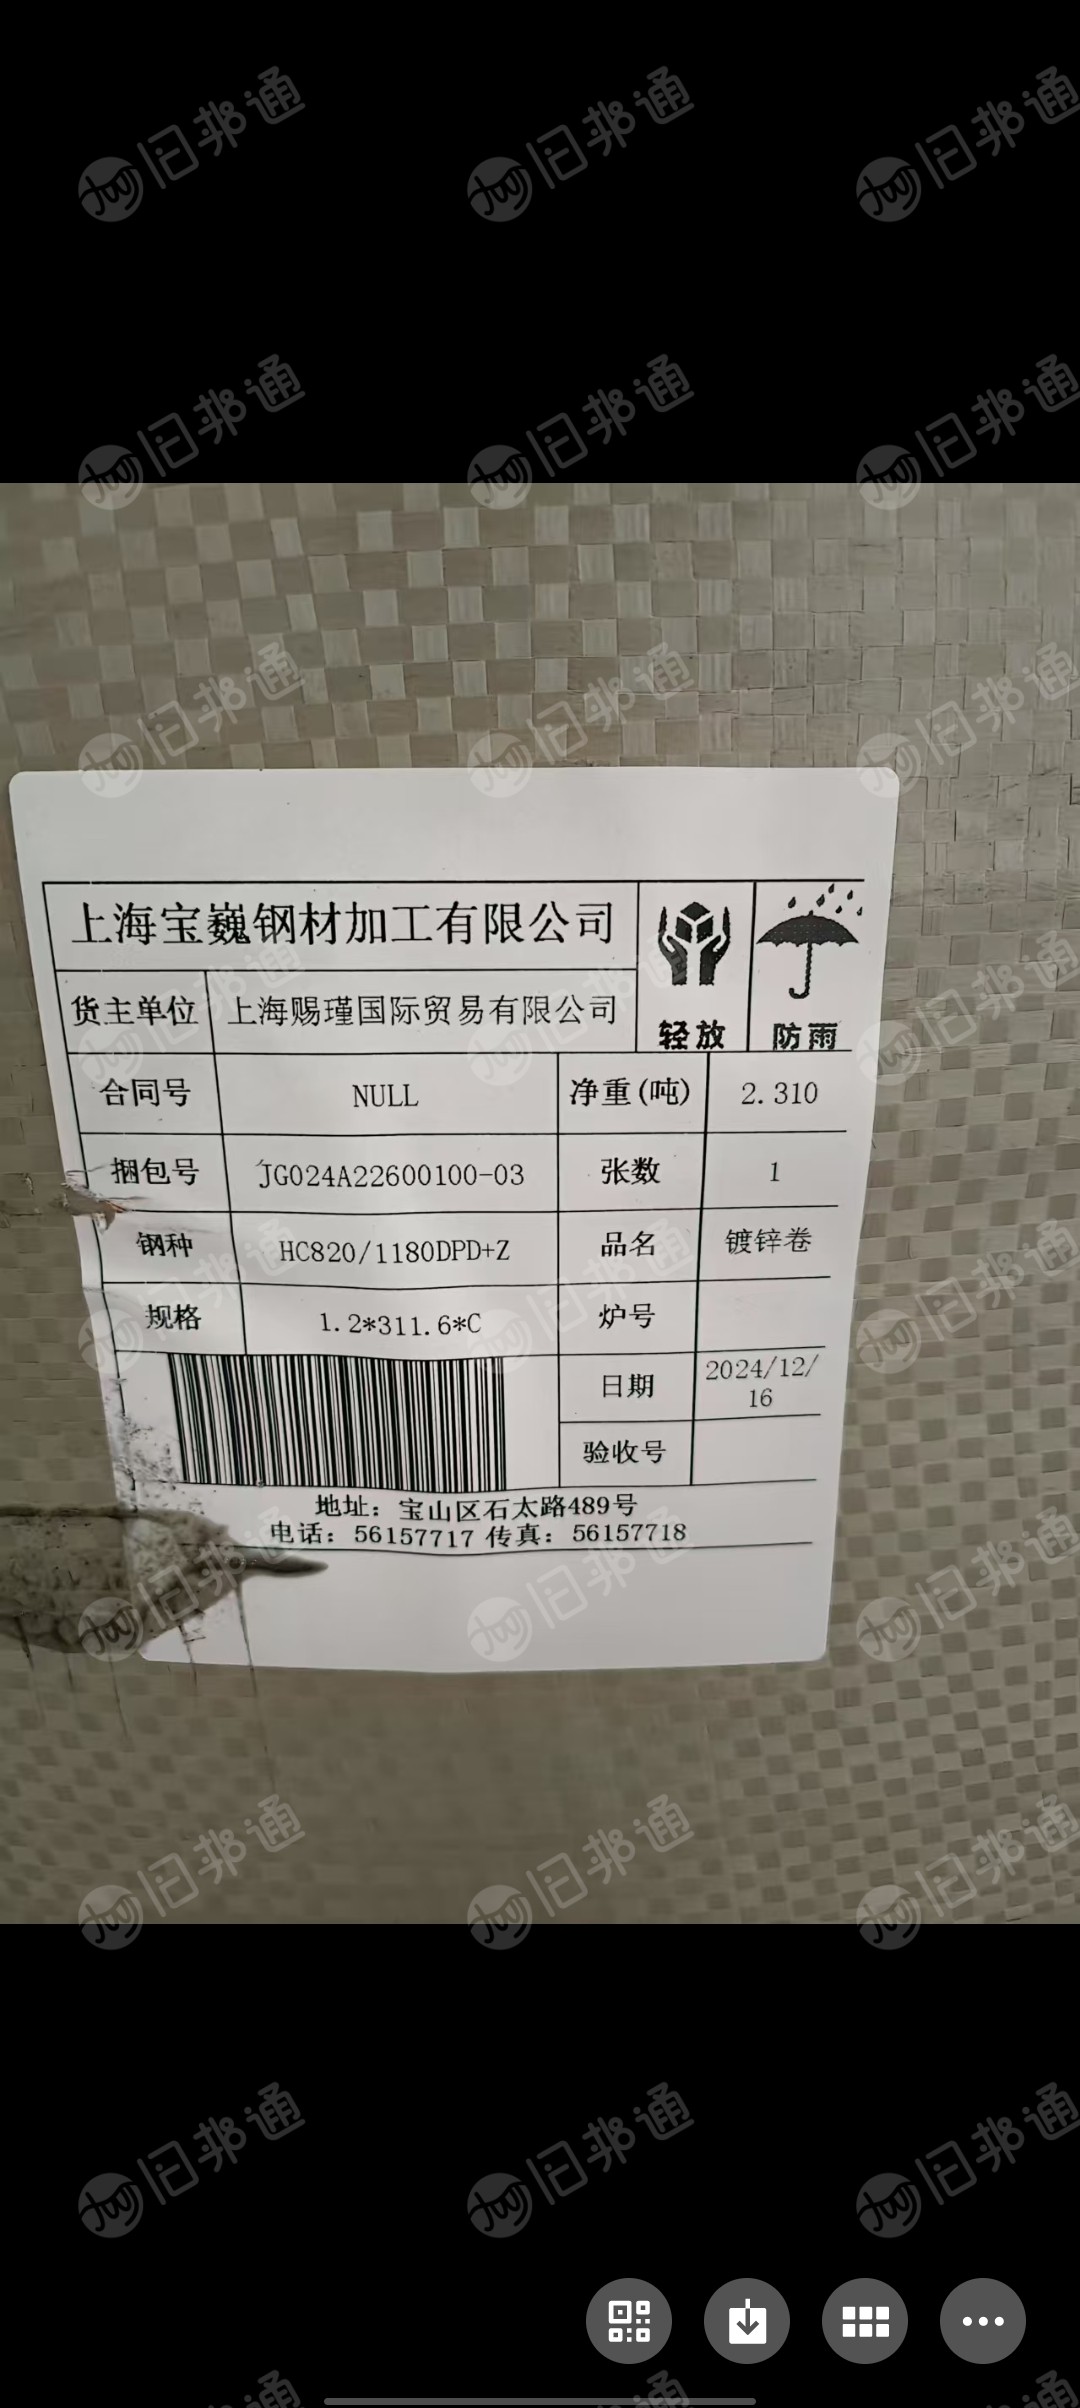 上海宝巍钢材加工有限公司
轻放
防雨
货主单位 上海赐瑾国际贸易有限公司
合同号 NULL 净重(吨) 2.310
捆包号 JG024A22600100-03 张数 1
钢种 HC820/1180DPD+Z 品名 镀锌卷
规格 1.2*311.6*C 炉号
日期 2024/12/
16
验收号
地址：宝山区石太路489号
电话：56157717 传真：56157718
旧邦通